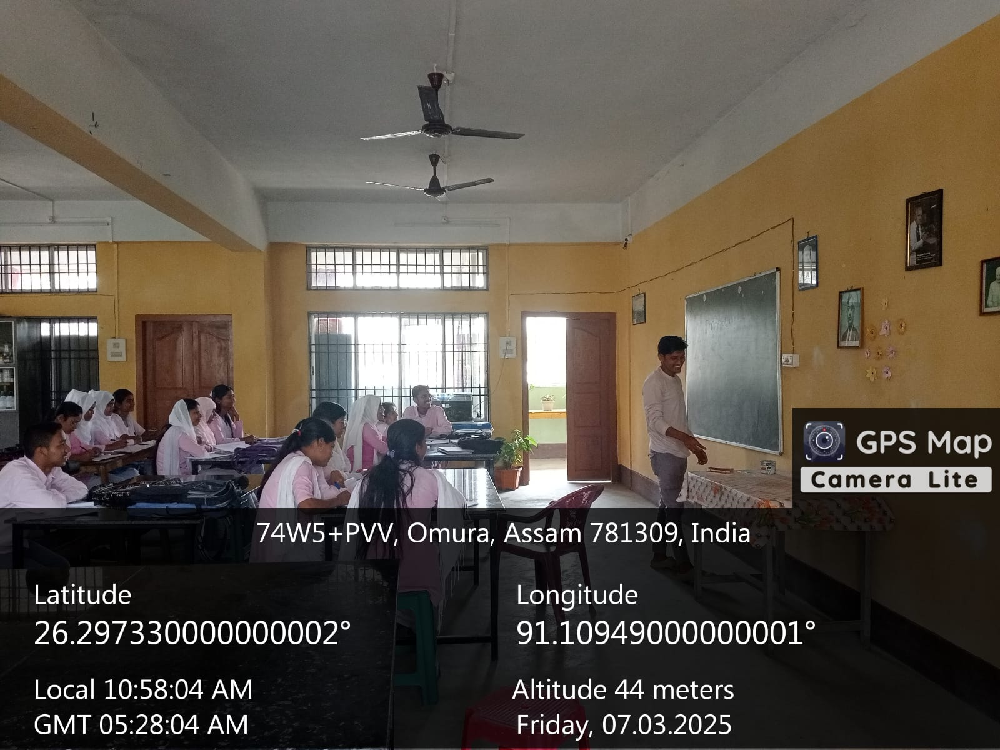 GPS Map
Camera Lite
74W5+PVV, Omura, Assam 781309, India
Latitude
26.297330000000002°
Longitude
91.10949000000001°
Local 10:58:04 AM
GMT 05:28:04 AM
Altitude 44 meters
Friday, 07.03.2025